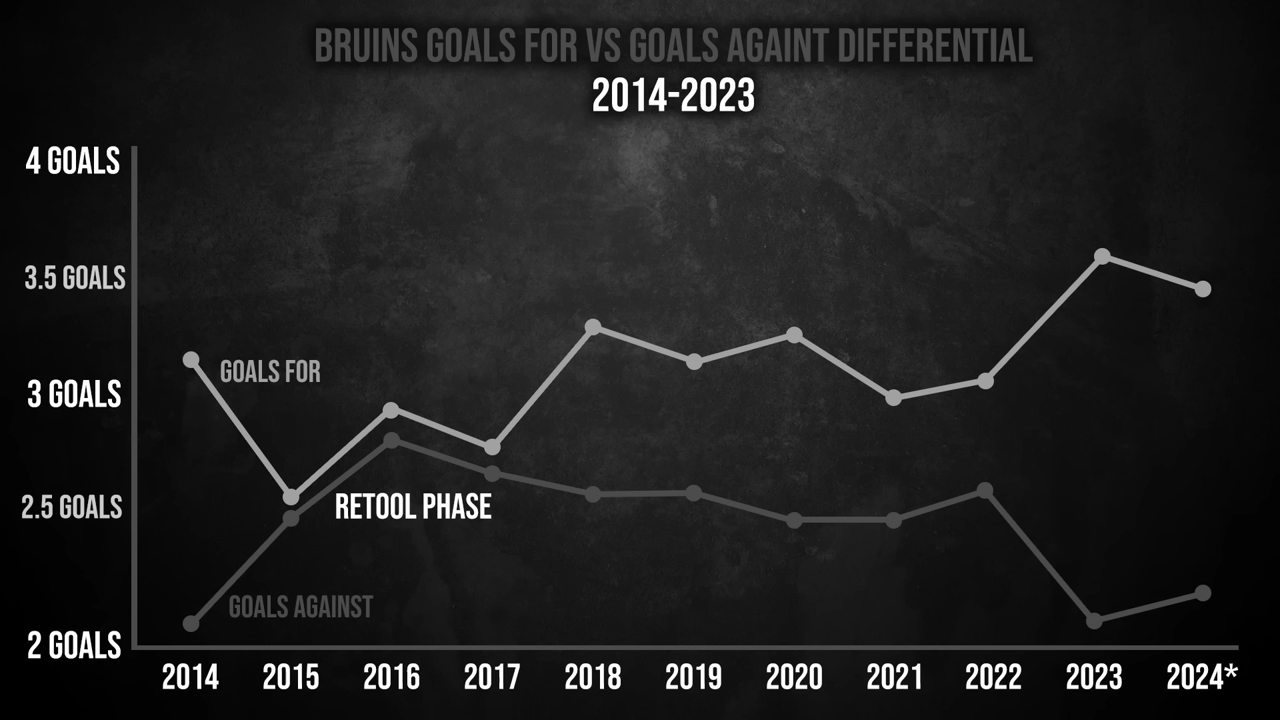 BRUINS GOALS FOR VS GOALS AGAINT DIFFERENTIAL
2014-2023
4 GOALS
3.5 GOALS
3 GOALS
2.5 GOALS
2 GOALS
GOALS FOR
RETOOL PHASE
GOALS AGAINST
2014 2015 2016 2017 2018 2019 2020 2021 2022 2023 2024*